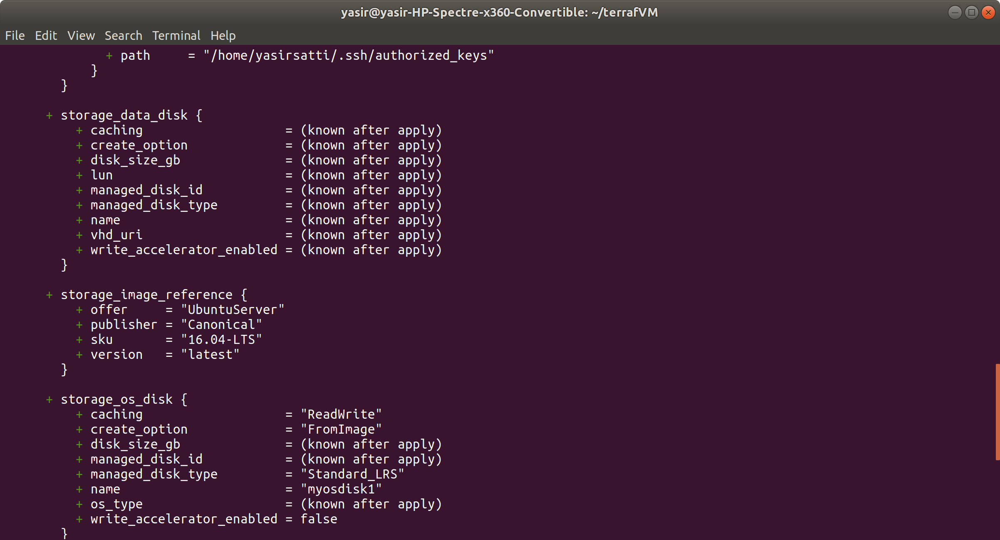 yasir@yasir-HP-Spectre-x360-Convertible: ~/terrafVM
File Edit View Search Terminal Help
+ path     = "/home/yasirsatti/.ssh/authorized_keys"
}
}
+ storage_data_disk {
+ caching                   = (known after apply)
+ create_option             = (known after apply)
+ disk_size_gb              = (known after apply)
+ lun                       = (known after apply)
+ managed_disk_id           = (known after apply)
+ managed_disk_type         = (known after apply)
+ name                      = (known after apply)
+ vhd_uri                   = (known after apply)
+ write_accelerator_enabled = (known after apply)
}
+ storage_image_reference {
+ offer     = "UbuntuServer"
+ publisher = "Canonical"
+ sku       = "16.04-LTS"
+ version   = "latest"
}
+ storage_os_disk {
+ caching                   = "ReadWrite"
+ create_option             = "FromImage"
+ disk_size_gb              = (known after apply)
+ managed_disk_id           = (known after apply)
+ managed_disk_type         = "Standard_LRS"
+ name                      = "myosdisk1"
+ os_type                   = (known after apply)
+ write_accelerator_enabled = false
}